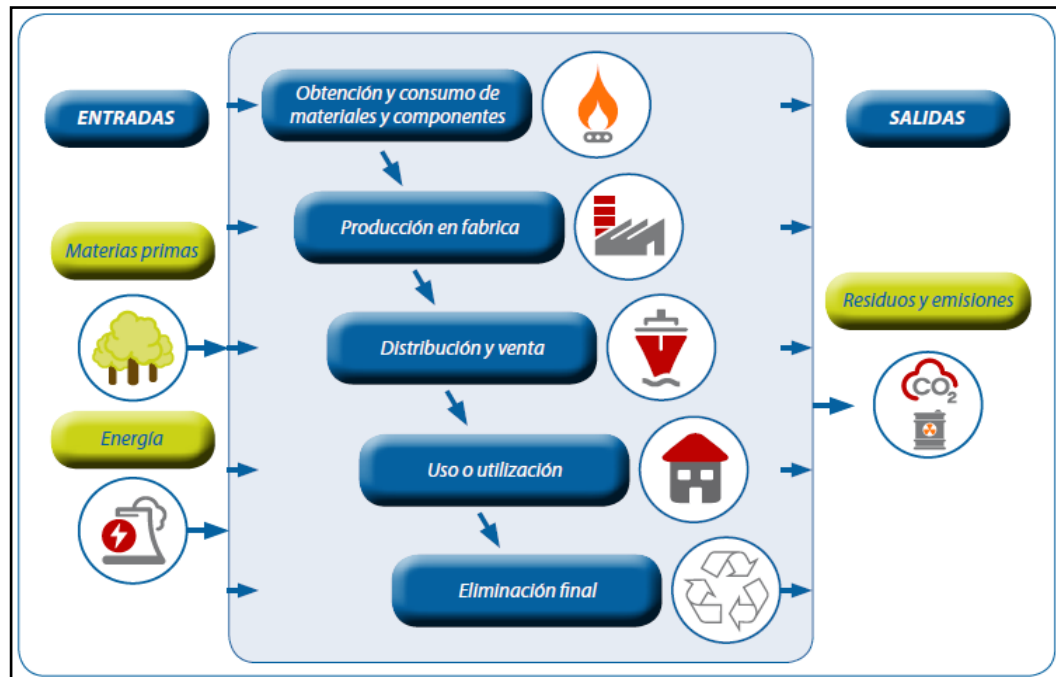 ENTRADAS
Obtención y consumo de
materiales y componentes
SALIDAS
Materias primas
Producción en fabrica
Residuos y emisiones
Distribución y venta
CO2
Energía
Uso o utilización
Eliminación final